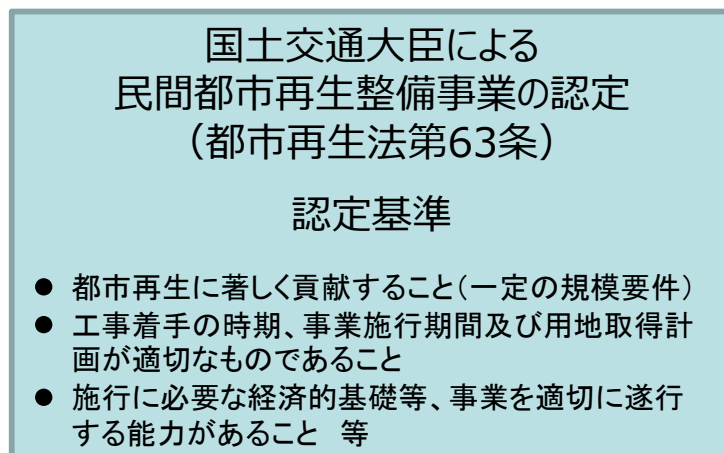 国土交通大臣による
民間都市再生整備事業の認定
(都市再生法第63条)
認定基準
● 都市再生に著しく貢献すること(一定の規模要件)
● 工事着手の時期、事業施行期間及び用地取得計
画が適切なものであること
● 施行に必要な経済的基礎等、事業を適切に遂行
する能力があること 等